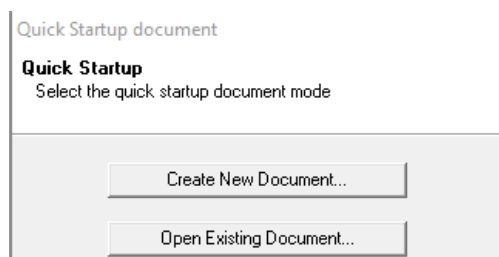 Quick Startup document
Quick Startup
Select the quick startup document mode
Create New Document...
Open Existing Document...